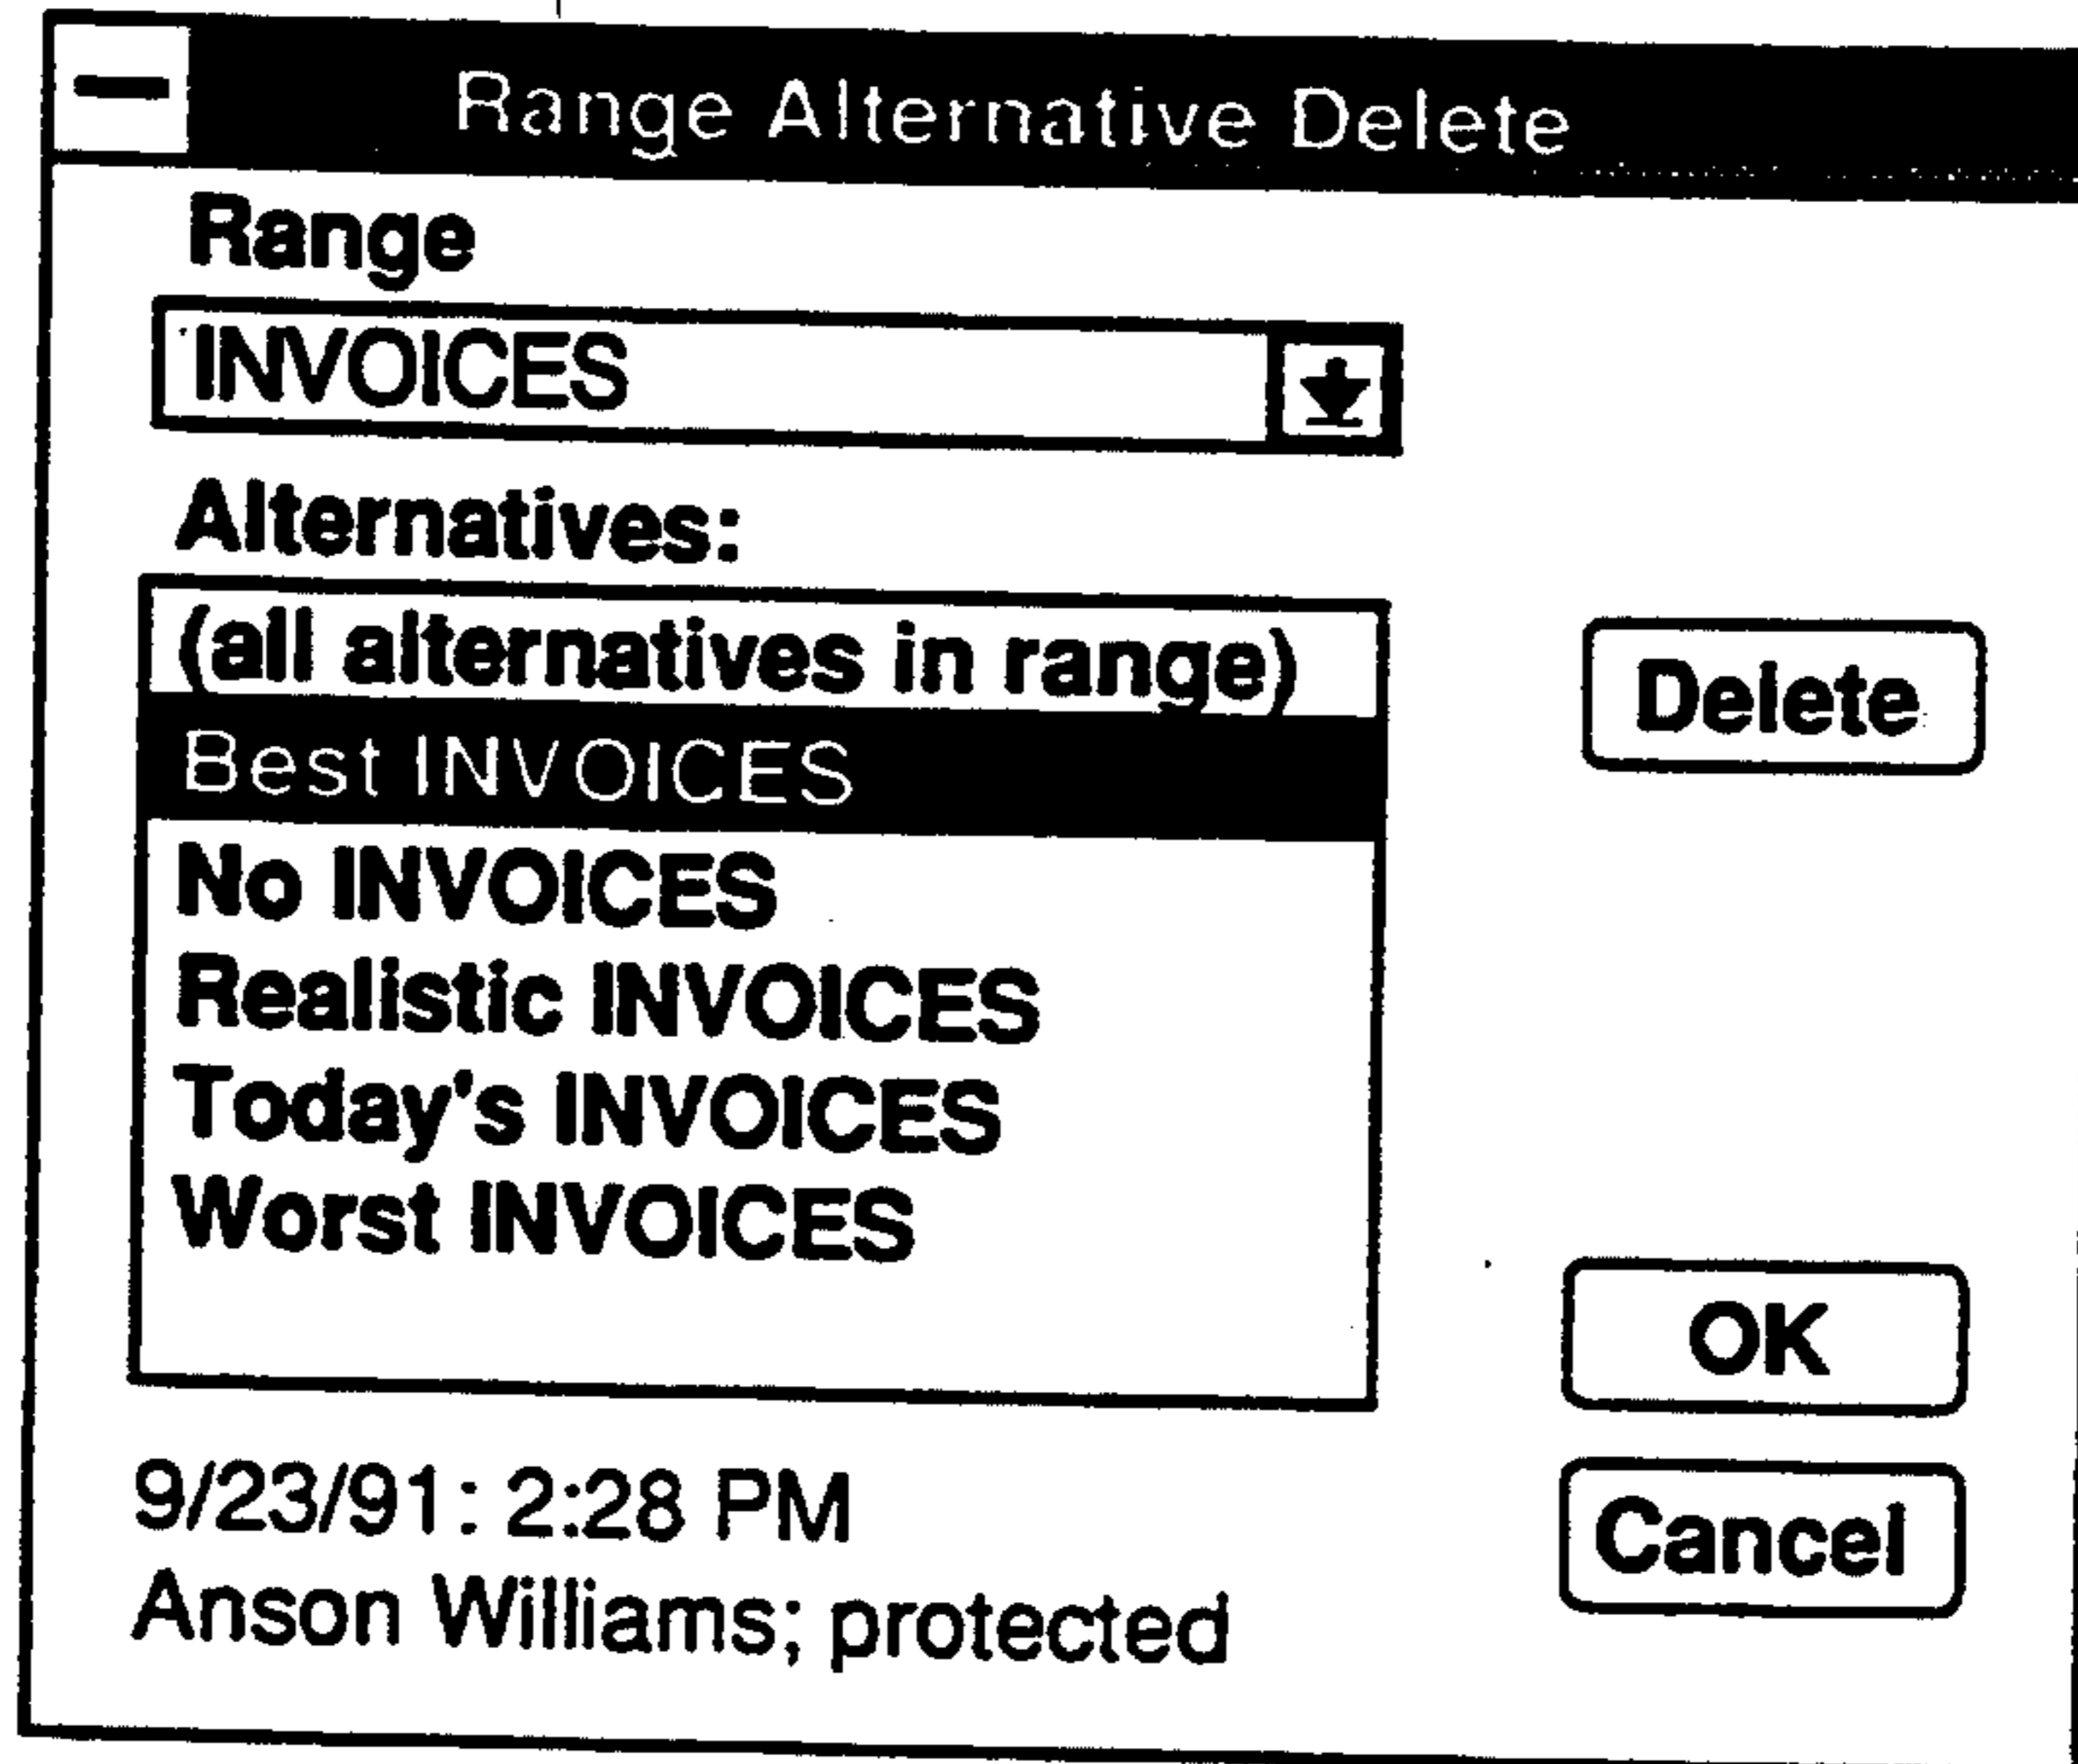 Range Alternative Delete
Range
INVOICES
Alternatives:
(all alternatives in range)
Best INVOICES
No INVOICES
Realistic INVOICES
Today's INVOICES
Worst INVOICES
Delete
OK
Cancel
9/23/91: 2:28 PM
Anson Williams; protected